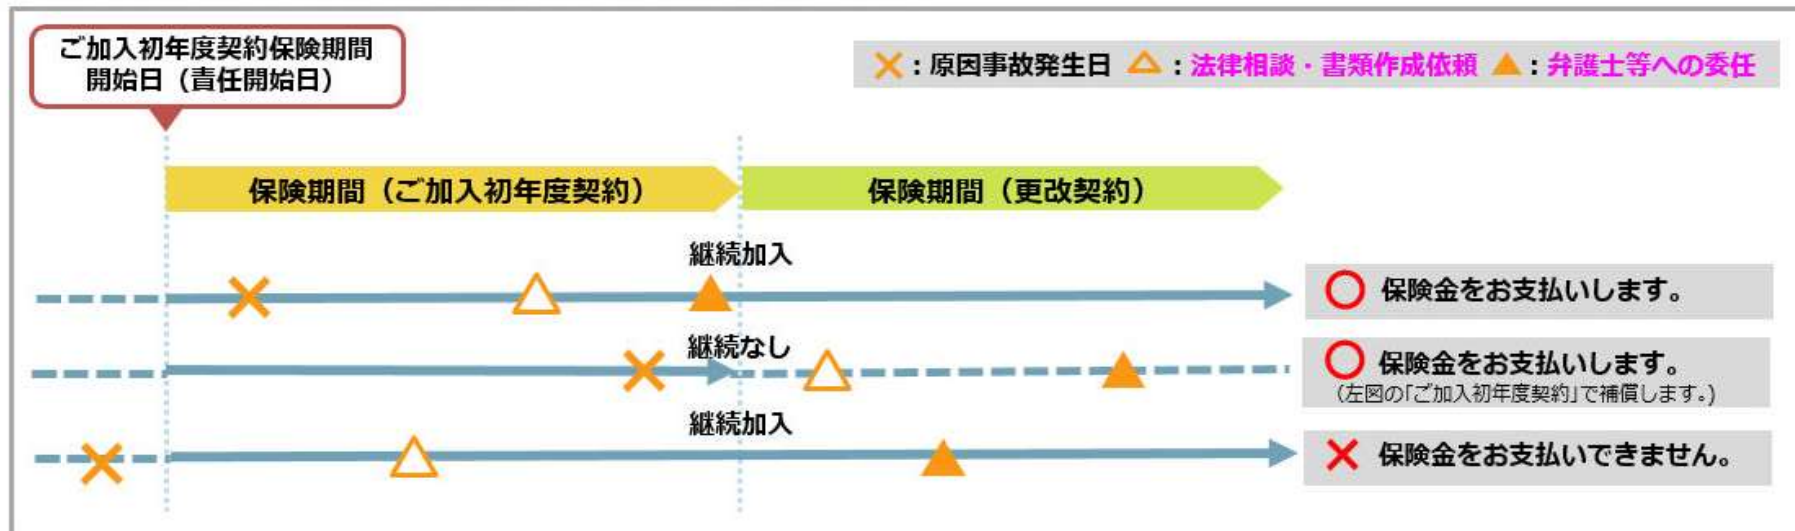 ご加入初年度契約保険期間
開始日（責任開始日）
：原因事故発生日 ：法律相談・書類作成依頼 ：弁護士等への委任
保険期間（ご加入初年度契約） 保険期間（更改契約）
継続加入
保険金をお支払いします。
継続なし
保険金をお支払いします。
（左図の「ご加入初年度契約」で補償します。）
継続加入
保険金をお支払いできません。